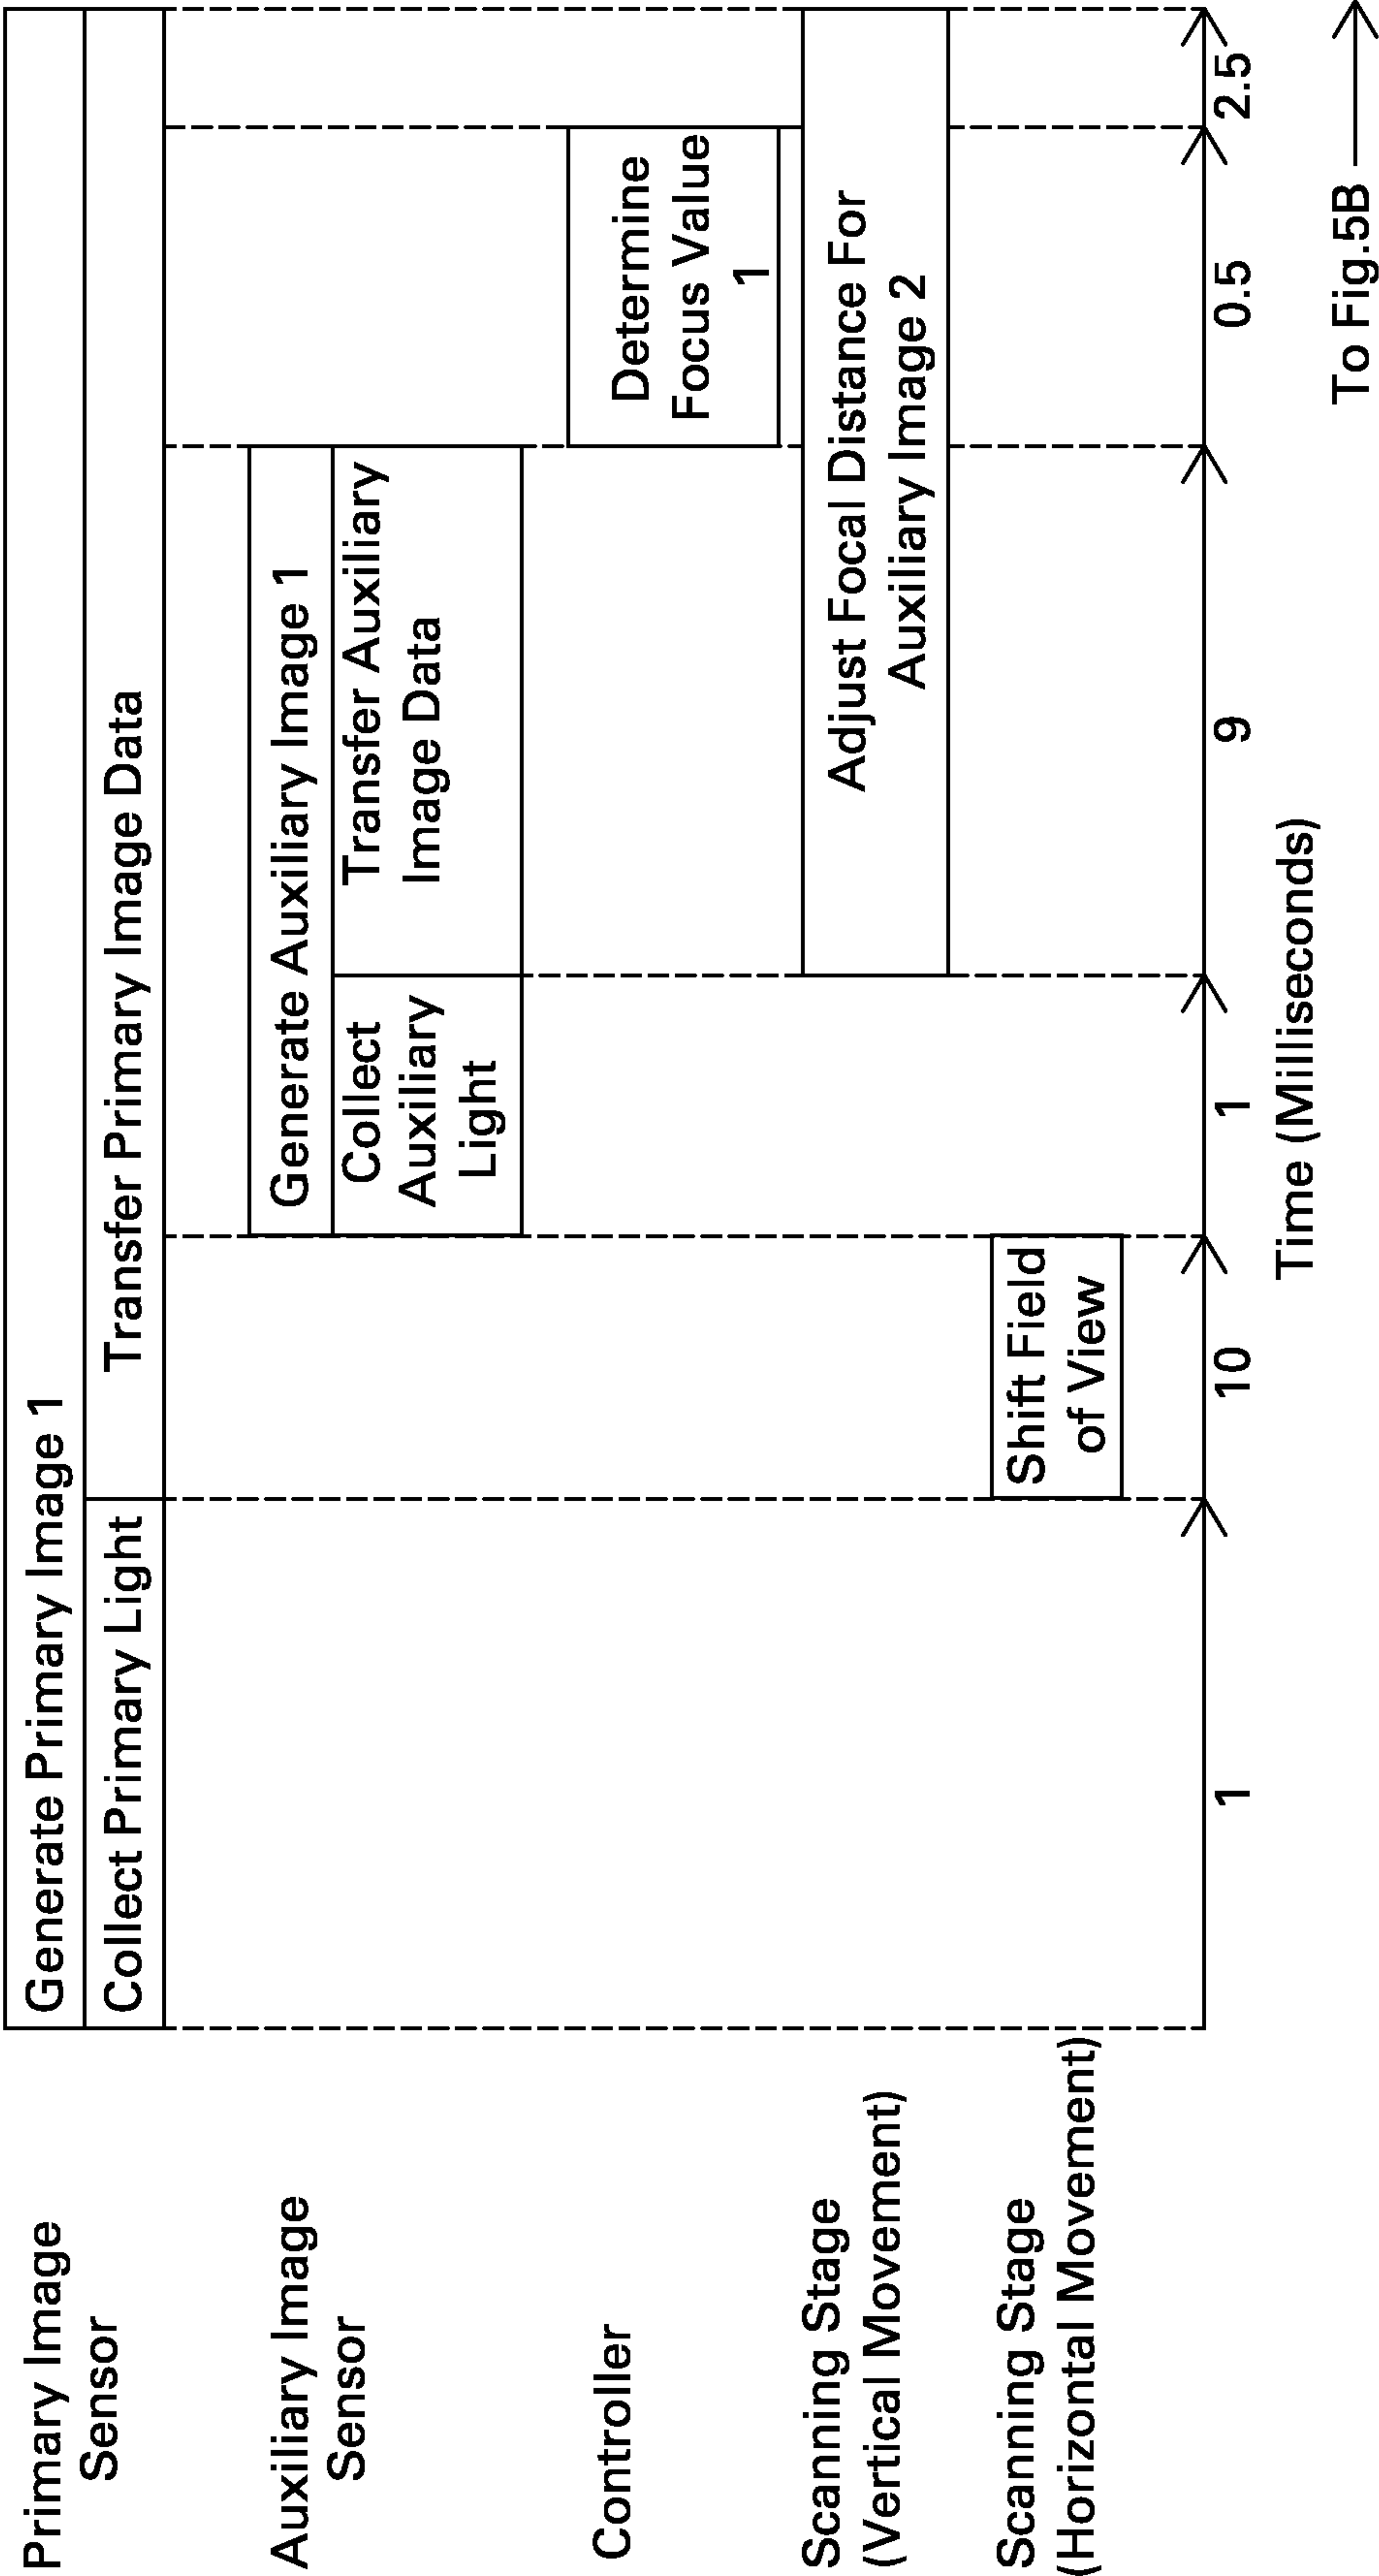 Primary Image
Sensor
Generate Primary Image 1
Collect Primary Light
Transfer Primary Image Data
Auxiliary Image
Sensor
Generate Auxiliary Image 1
Collect
Auxiliary
Light
Transfer Auxiliary
Image Data
Controller
Determine
Focus Value
1
Scanning Stage
(Vertical Movement)
Adjust Focal Distance For
Auxiliary Image 2
Scanning Stage
(Horizontal Movement)
Shift Field
of View
1
10
1
9
0.5
2.5
Time (Milliseconds)
To Fig.5B